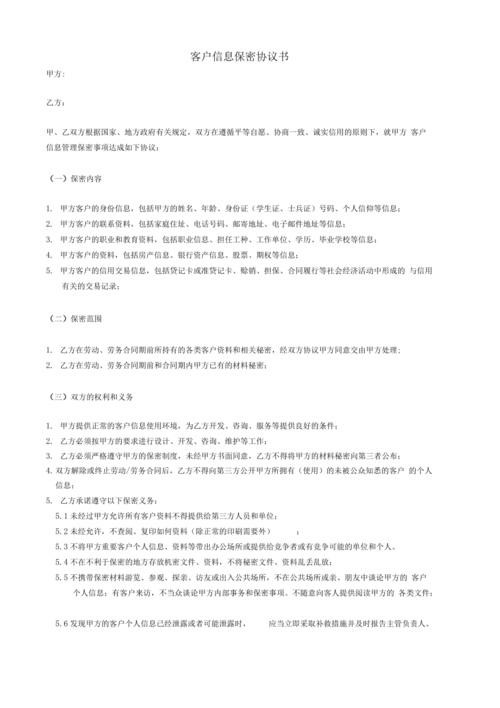 客户信息保密协议书
甲方:
乙方:
甲、乙双方根据国家、地方政府有关规定，双方在遵循平等自愿、协商一致、诚实信用的原则下，就甲方 客户
信息管理保密事项达成如下协议:
（一）保密内容
1. 甲方客户的身份信息，包括甲方的姓名、年龄、身份证（学生证、士兵证）号码、个人信仰等信息;
2. 甲方客户的联系资料，包括家庭住址、电话号码、邮寄地址、电子邮件地址等信息;
3. 甲方客户的职业和教育资料，包括职业信息、担任工种、工作单位、学历、毕业学校等信息;
4. 甲方客户的资料，包括房产信息、银行资产信息、股票、期权等信息;
5. 甲方客户的信用交易信息，包括贷记卡或准贷记卡、赊销、担保、合同履行等社会经济活动中形成的 与信用
有关的交易记录;
（二）保密范围
1. 乙方在劳动、劳务合同期前所持有的各类客户资料和相关秘密，经双方协议甲方同意交由甲方处理;
2. 乙方在劳动、劳务合同期前和合同期内甲方已有的材料秘密;
（三）双方的权利和义务
1. 甲方提供正常的客户信息使用环境，为乙方开发、咨询、服务等提供良好的条件;
2. 乙方必须按甲方的要求进行设计、开发、咨询、维护等工作;
3. 乙方必须严格遵守甲方的保密制度，未经甲方书面同意，乙方不得将甲方的材料秘密向第三者公布;
4. 双方解除或终止劳动/劳务合同后，乙方不得向第三方公开甲方所拥有（使用）的未被公众知悉的客户 的个人
信息;
5. 乙方承诺遵守以下保密义务:
5.1未经过甲方允许所有客户资料不得提供给第三方人员和单位;
5.2未经允许，不查阅、复印如何资料（除正常的印刷需要外） ;
5.3不将甲方重要客户个人信息、资料等带出办公场所或提供给竞争者或有竞争可能的单位和个人、
5.4不在不利于保密的地方存放机密文件、资料，不将秘密文件、资料乱丢乱放;
5.5不携带保密材料游览、参观、探亲、访友或出入公共场所，不在公共场所或亲、朋友中谈论甲方的 客户
个人信息; 有客户来访，不当众谈论甲方内部事务和保密事项、不随意向客人提供阅读甲方的 各类文件;
5.6发现甲方的客户个人信息已经泄露或者可能泄露时， 应当立即采取补救措施并及时报告主管负责人、